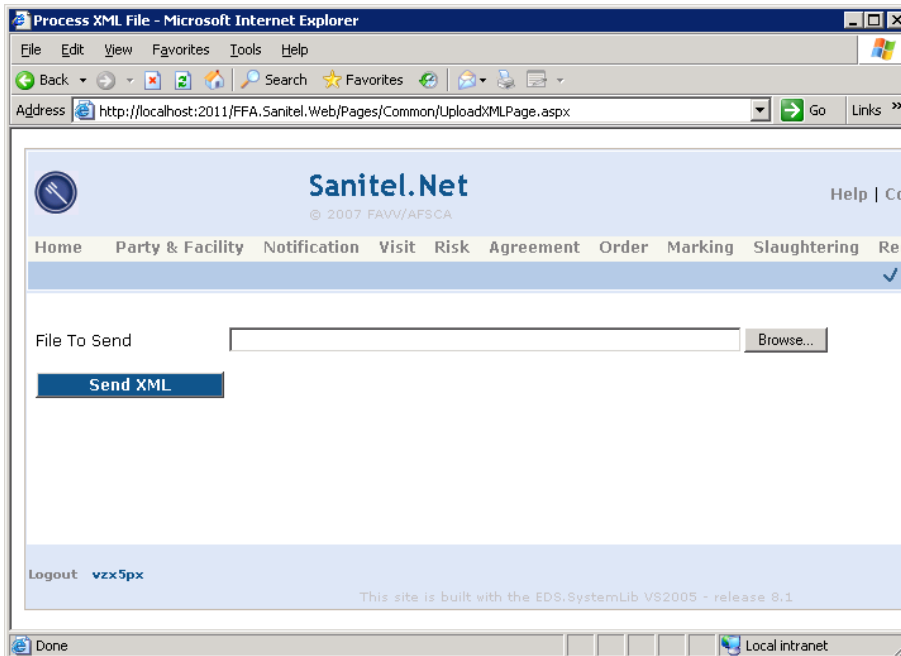 Process XML File - Microsoft Internet Explorer
File Edit View Favorites Tools Help
Back Search Favorites
Address http://localhost:2011/FFA.Sanitel.Web/Pages/Common/UploadXMLPage.aspx Go Links »
Sanitel.Net
© 2007 FAVV/AFSCA
Help | Co
Home Party & Facility Notification Visit Risk Agreement Order Marking Slaughtering Re
File To Send Browse...
Send XML
Logout vzx5px
This site is built with the EDS.SystemLib VS2005 - release 8.1
Done Local intranet